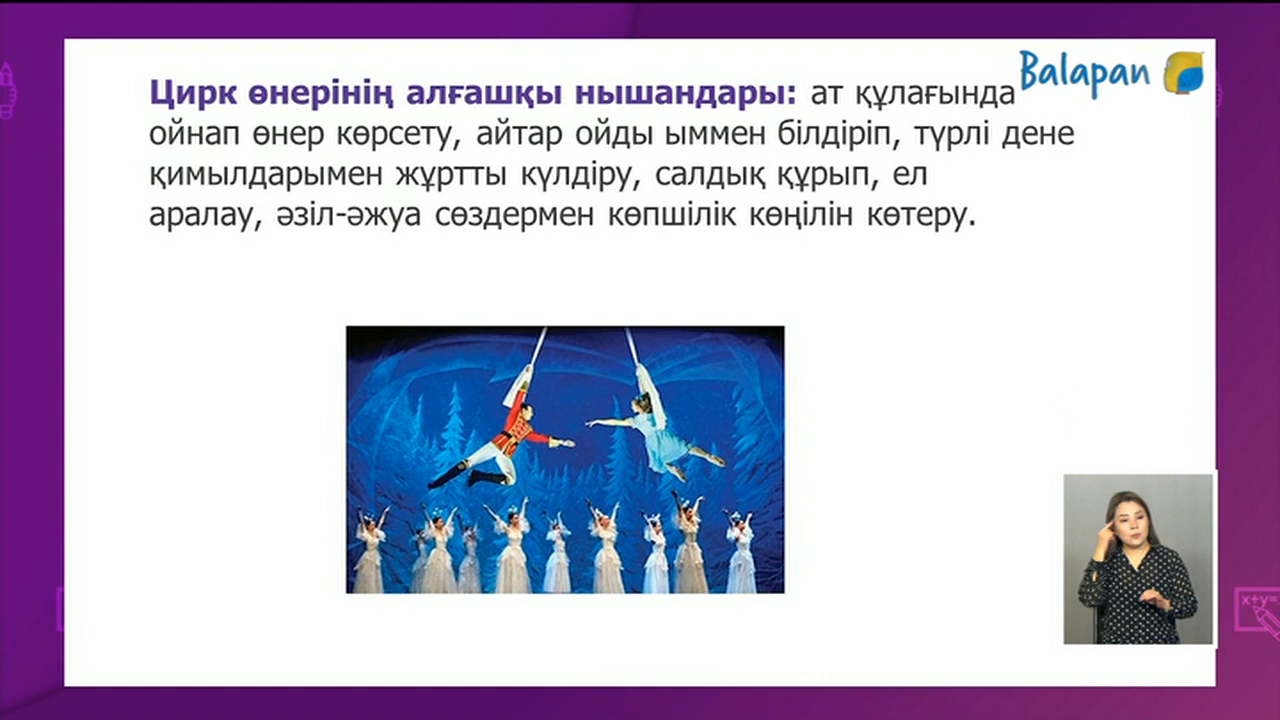 Balapan
Цирк өнерінің алғашқы нышандары: ат құлағында
ойнап өнер көрсету, айтар ойды ыммен білдіріп, түрлі дене
қимылдарымен жұртты күлдіру, салдық құрып, ел
аралау, әзіл-әжуа сөздермен көпшілік көңілін көтеру.
x+y=